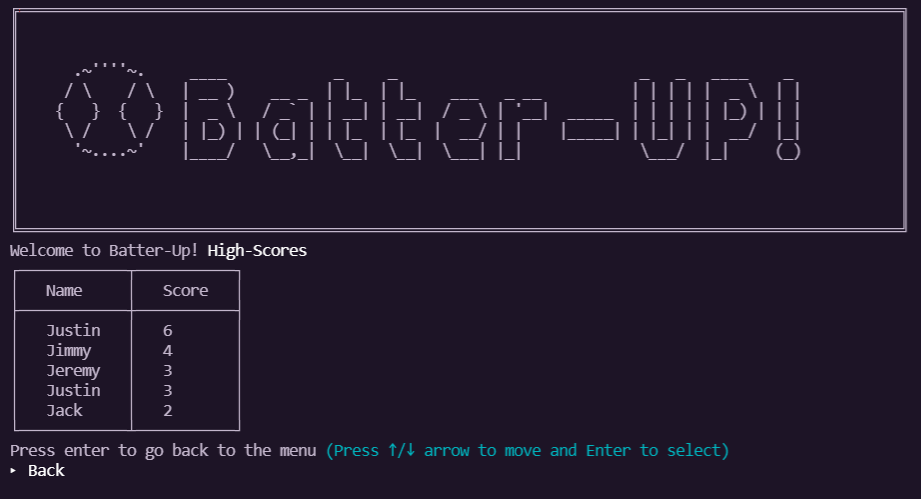 Batter-UP!
Welcome to Batter-Up! High-Scores
Name Score
Justin 6
Jimmy 4
Jeremy 3
Justin 3
Jack 2
Press enter to go back to the menu (Press ↑/↓ arrow to move and Enter to select)
▸ Back